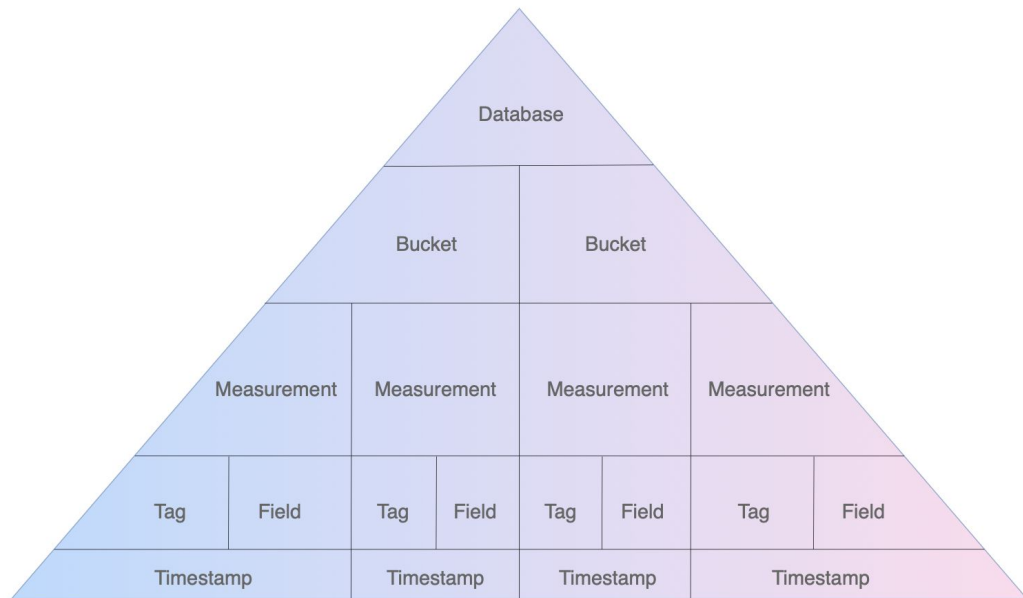 Database
Bucket Bucket
Measurement Measurement Measurement Measurement
Tag Field Tag Field Tag Field Tag Field
Timestamp Timestamp Timestamp Timestamp